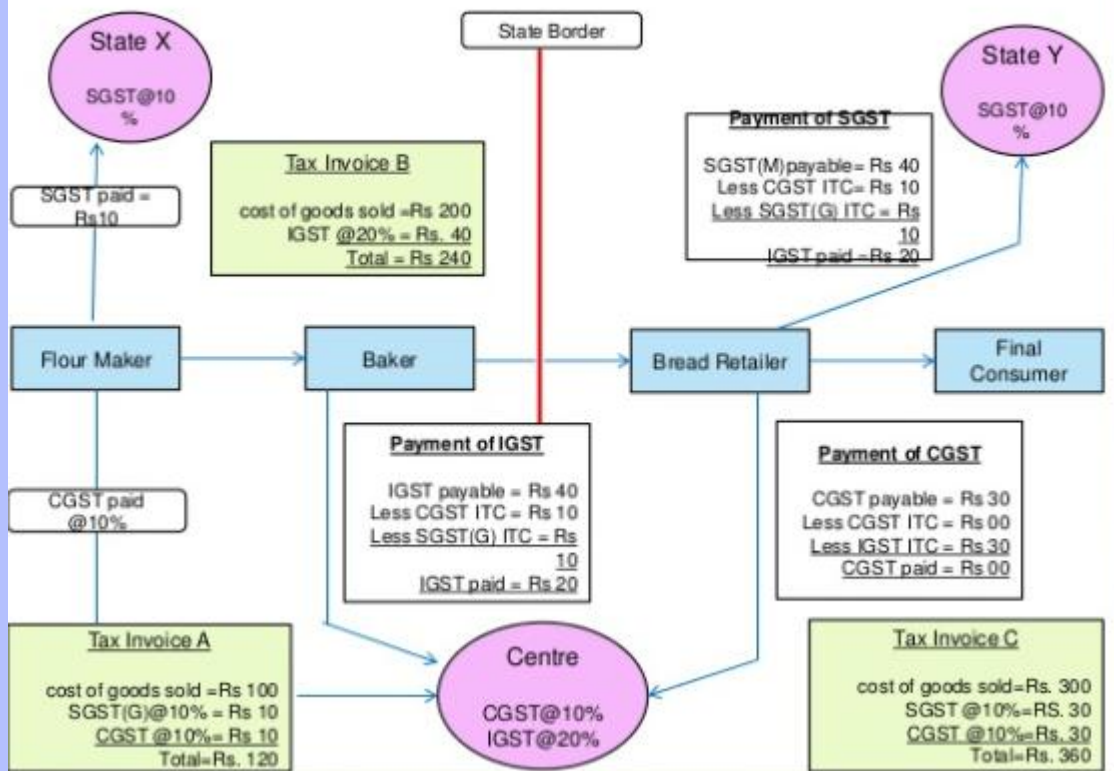 State X
SGST@10
%
State Border
State Y
SGST@10
%
SGST paid =
Rs10
Tax Invoice B
cost of goods sold =Rs 200
IGST @20% = Rs. 40
Total = Rs 240
Payment of SGST
SGST(M)payable= Rs 40
Less CGST ITC= Rs 10
Less SGST(G) ITC = Rs
10
IGST paid =Rs 20
Flour Maker
Baker
Bread Retailer
Final
Consumer
CGST paid
@10%
Payment of IGST
IGST payable = Rs 40
Less CGST ITC= Rs 10
Less SGST(G) ITC = Rs
10
IGST paid = Rs 20
Payment of CGST
CGST payable = Rs 30
Less CGST ITC= Rs 00
Less IGST ITC= Rs 30
CGST paid = Rs 00
Tax Invoice A
cost of goods sold =Rs 100
SGST(G)@10% = Rs 10
CGST @10%= Rs 10
Total=Rs. 120
Centre
CGST@10%
IGST@20%
Tax Invoice C
cost of goods sold=Rs. 300
SGST @10%=RS. 30
CGST @10%=Rs. 30
Total=Rs. 360